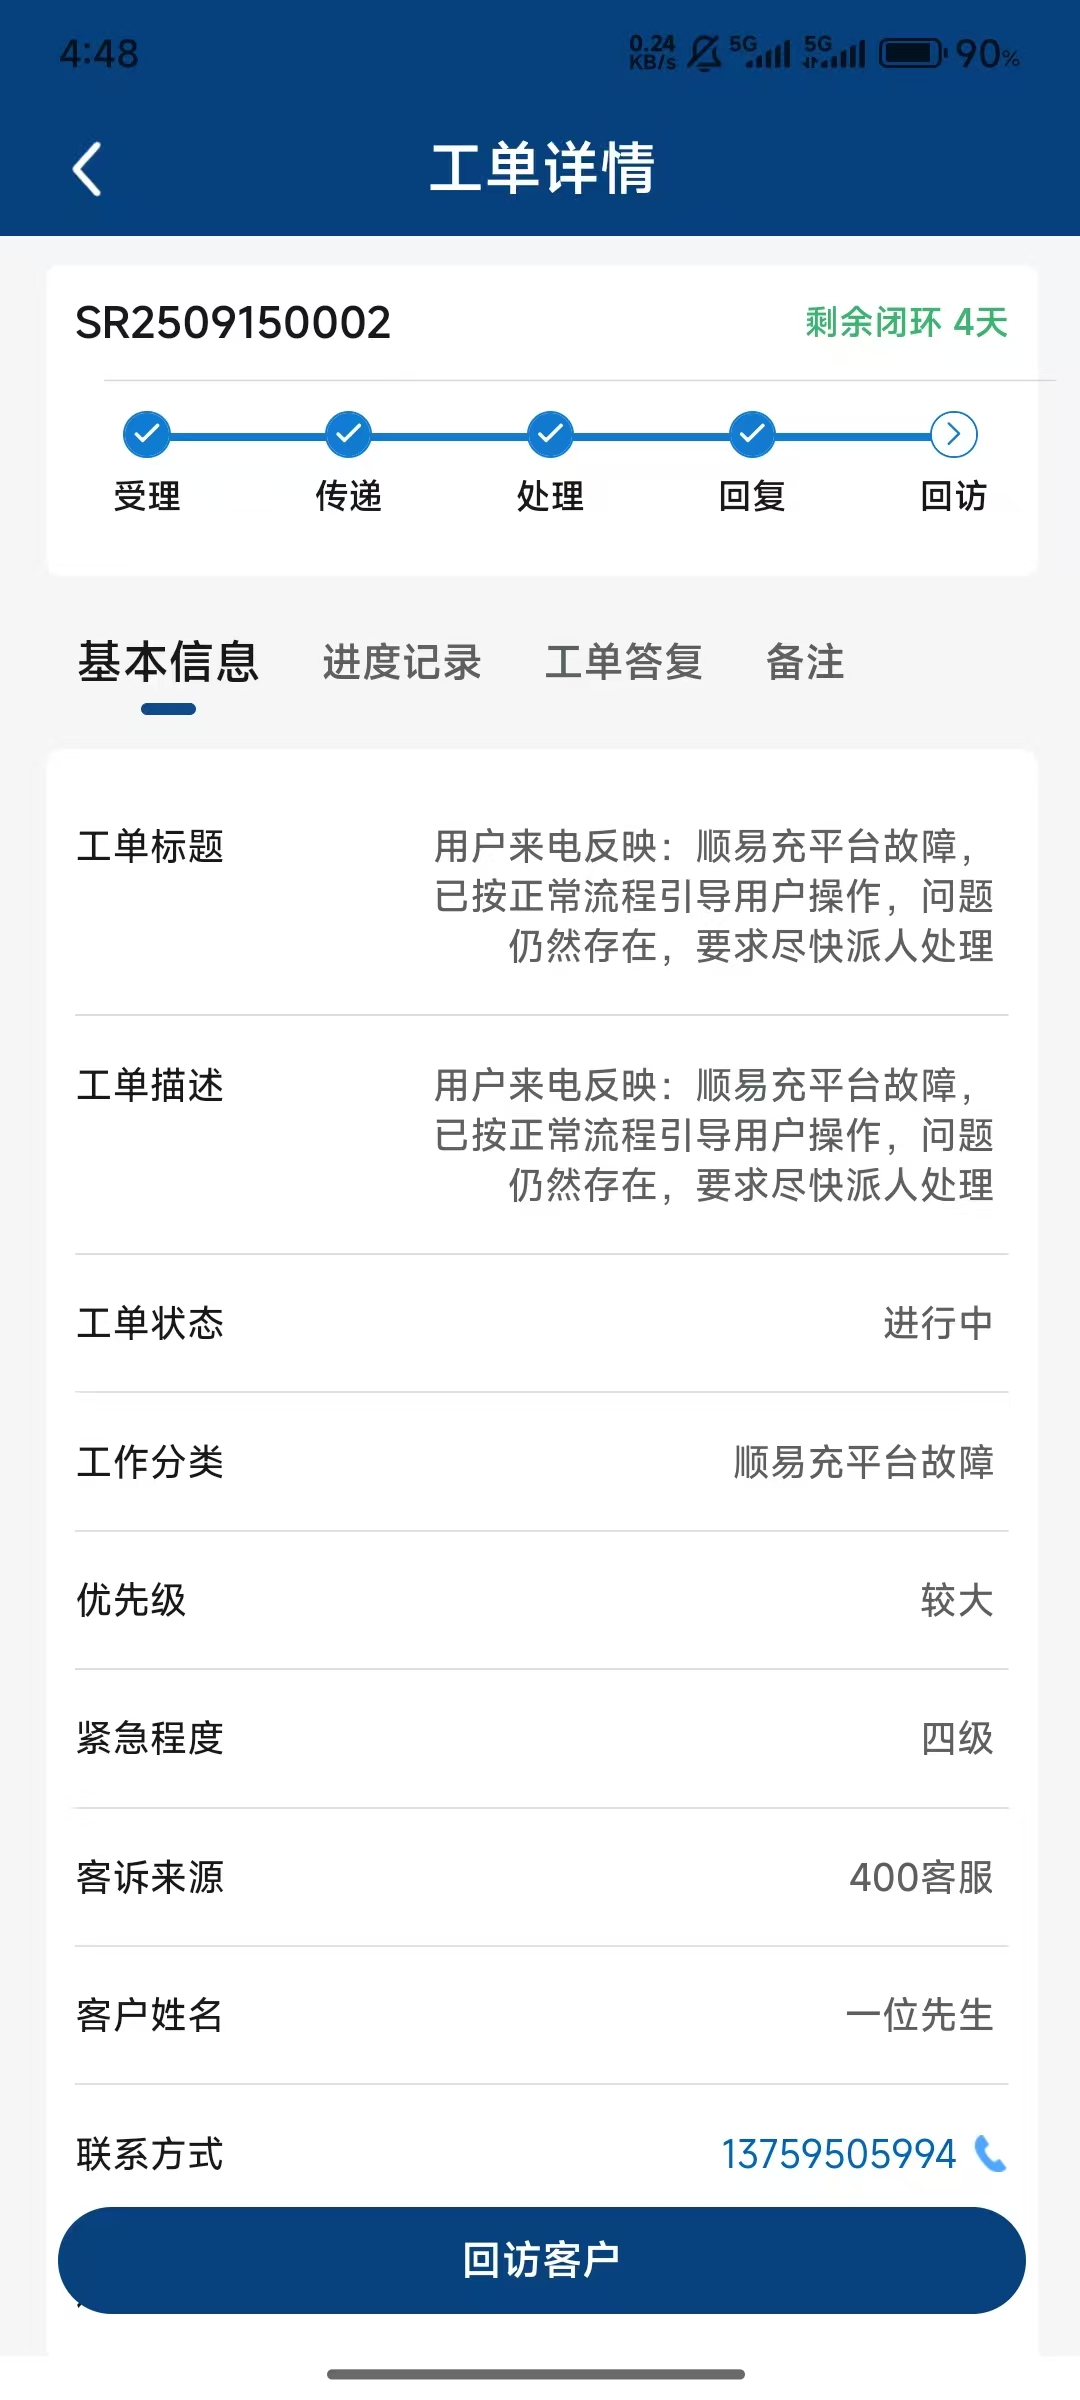 4:48
0.24 KB/s 5G 5G 90%
工单详情
SR2509150002 剩余闭环 4天
受理 传递 处理 回复 回访
基本信息 进度记录 工单答复 备注
工单标题 用户来电反映：顺易充平台故障，
已按正常流程引导用户操作，问题
仍然存在，要求尽快派人处理
工单描述 用户来电反映：顺易充平台故障，
已按正常流程引导用户操作，问题
仍然存在，要求尽快派人处理
工单状态 进行中
工作分类 顺易充平台故障
优先级 较大
紧急程度 四级
客诉来源 400客服
客户姓名 一位先生
联系方式 13759505994
回访客户